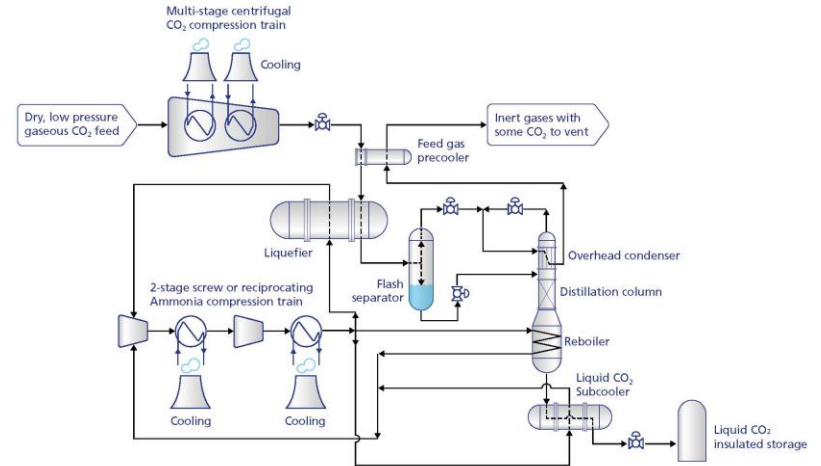 Multi-stage centrifugal
CO₂ compression train
Cooling
Dry, low pressure
gaseous CO₂ feed
Inert gases with
some CO₂ to vent
Feed gas
precooler
Liquefier
Overhead condenser
2-stage screw or reciprocating
Ammonia compression train
Flash
separator
Distillation column
Reboiler
Liquid CO₂
Subcooler
Cooling
Cooling
Liquid CO₂
insulated storage